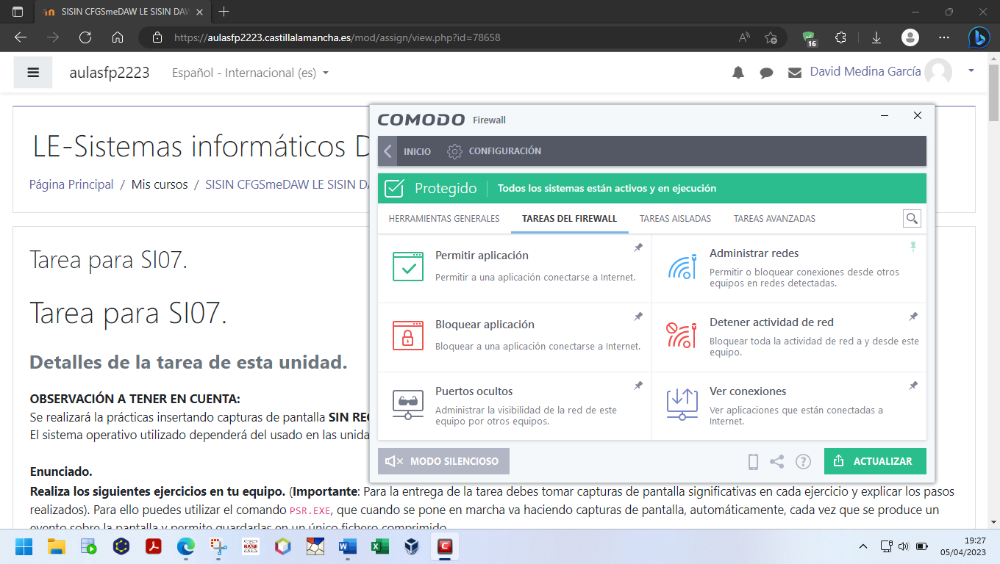 SISIN CFGSmeDAW LE SISIN DAW
https://aulasfp2223.castillalamancha.es/mod/assign/view.php?id=78658
16
aulasfp2223
Español - Internacional (es)
David Medina García
LE-Sistemas informáticos D
Página Principal / Mis cursos / SISIN CFGSmeDAW LE SISIN DA
Tarea para SI07.
Tarea para SI07.
Detalles de la tarea de esta unidad.
OBSERVACIÓN A TENER EN CUENTA:
Se realizará la prácticas insertando capturas de pantalla SIN REC
El sistema operativo utilizado dependerá del usado en las unida
Enunciado.
Realiza los siguientes ejercicios en tu equipo. (Importante: Para la entrega de la tarea debes tomar capturas de pantalla significativas en cada ejercicio y explicar los pasos
realizados). Para ello puedes utilizar el comando PSR.EXE, que cuando se pone en marcha va haciendo capturas de pantalla, automáticamente, cada vez que se produce un
evento sobre la pantalla y permite guardarlas en un único fichero comprimido.
COMODO Firewall
INICIO CONFIGURACIÓN
Protegido Todos los sistemas están activos y en ejecución
HERRAMIENTAS GENERALES TAREAS DEL FIREWALL TAREAS AISLADAS TAREAS AVANZADAS
Permitir aplicación
Permitir a una aplicación conectarse a Internet.
Administrar redes
Permitir o bloquear conexiones desde otros
equipos en redes detectadas.
Bloquear aplicación
Bloquear a una aplicación conectarse a Internet.
Detener actividad de red
Bloquear toda la actividad de red a y desde este
equipo.
Puertos ocultos
Administrar la visibilidad de la red de este
equipo por otros equipos.
Ver conexiones
Ver aplicaciones que están conectadas a
Internet.
MODO SILENCIOSO
ACTUALIZAR
19:27
05/04/2023